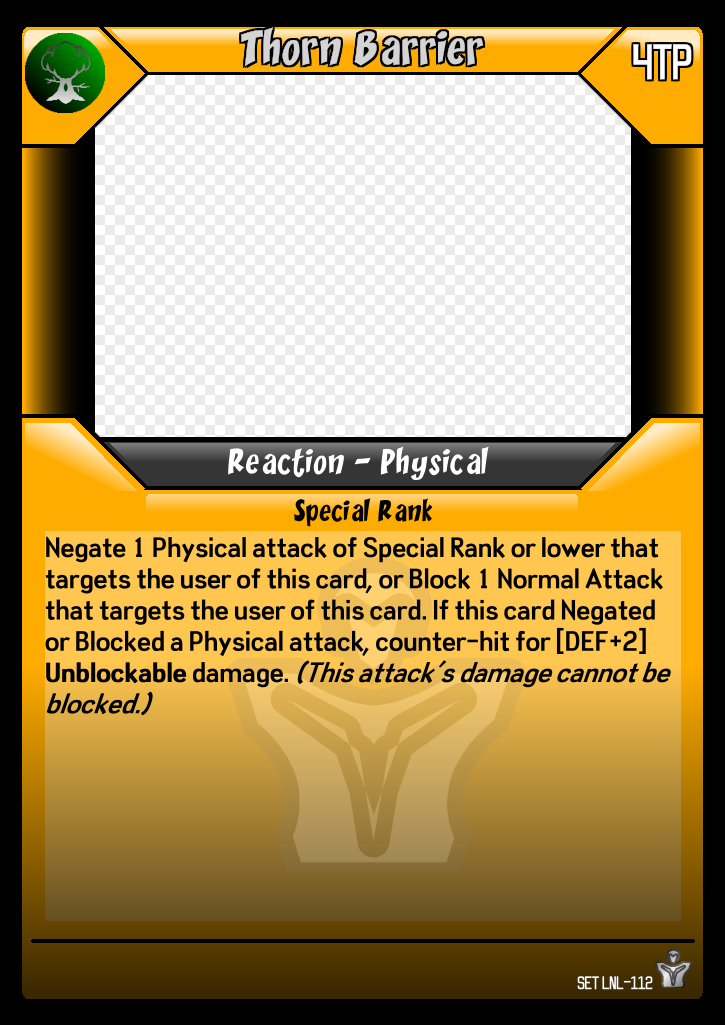 Thorn Barrier
4TP
Reaction - Physical
Special Rank
Negate 1 Physical attack of Special Rank or lower that
targets the user of this card, or Block 1 Normal Attack
that targets the user of this card. If this card Negated
or Blocked a Physical attack, counter-hit for [DEF+2]
Unblockable damage. (This attack's damage cannot be
blocked.)
SET LNL-112